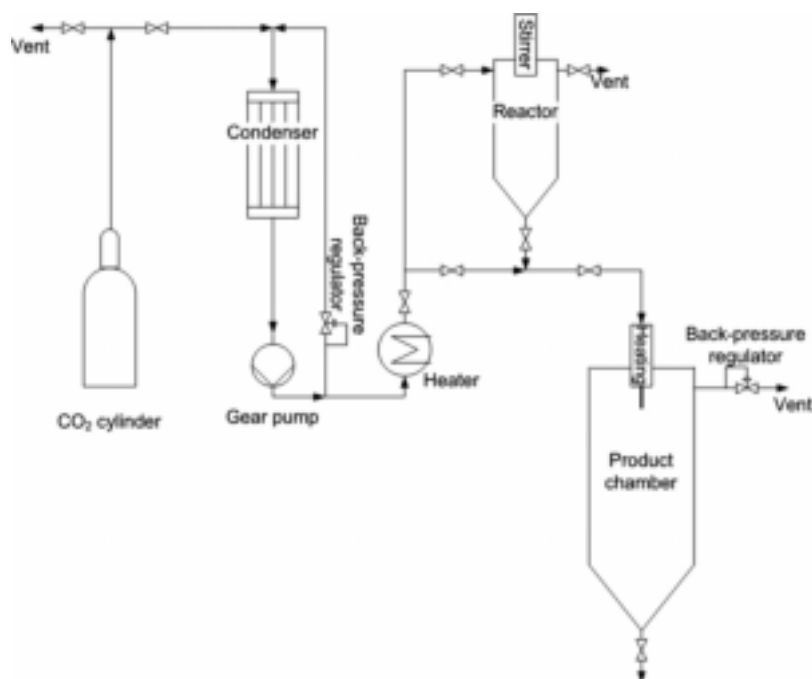 Vent
Condenser
Back-pressure
regulator
CO₂ cylinder
Gear pump
Heater
Stirrer
Reactor
Vent
Heating
Back-pressure
regulator
Vent
Product
chamber